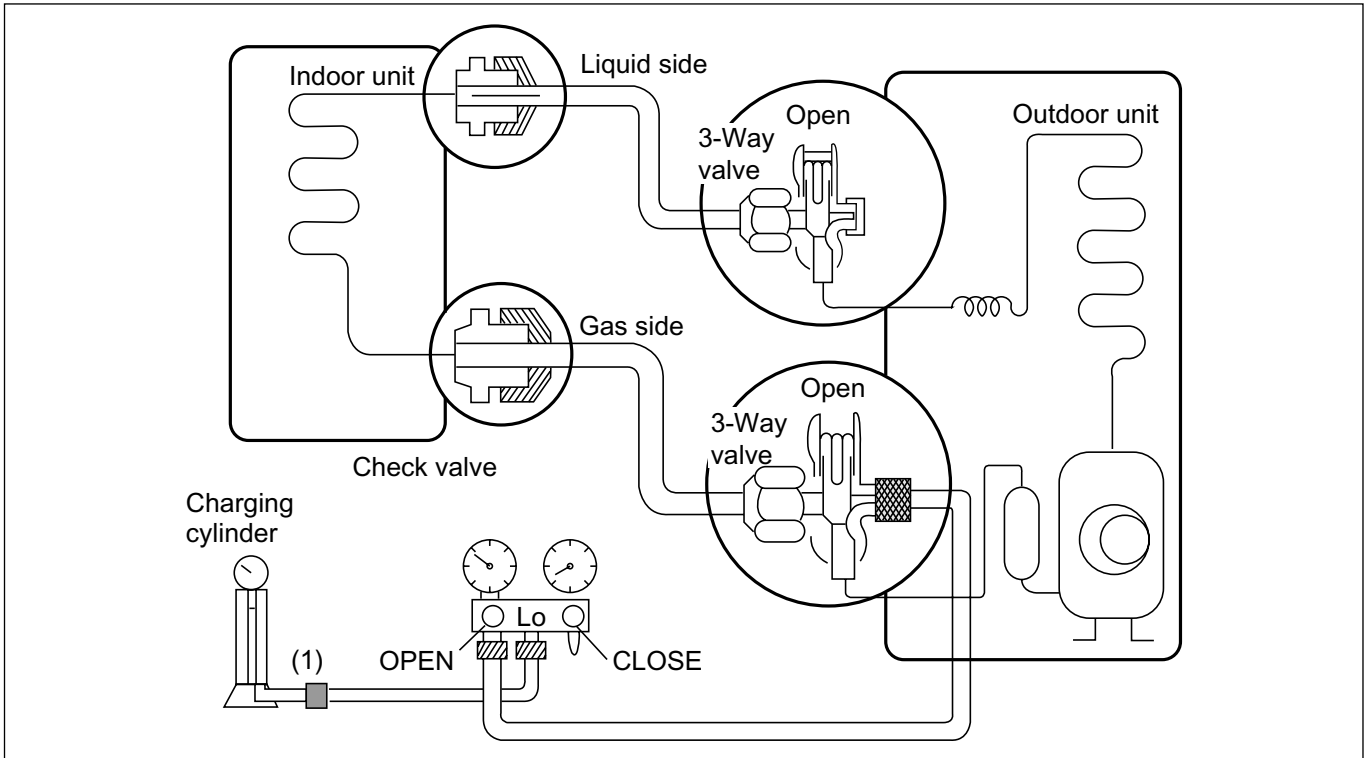 Indoor unit
Liquid side
Open
3-Way
valve
Outdoor unit
Gas side
Open
3-Way
valve
Check valve
Charging
cylinder
Lo
(1)
OPEN
CLOSE